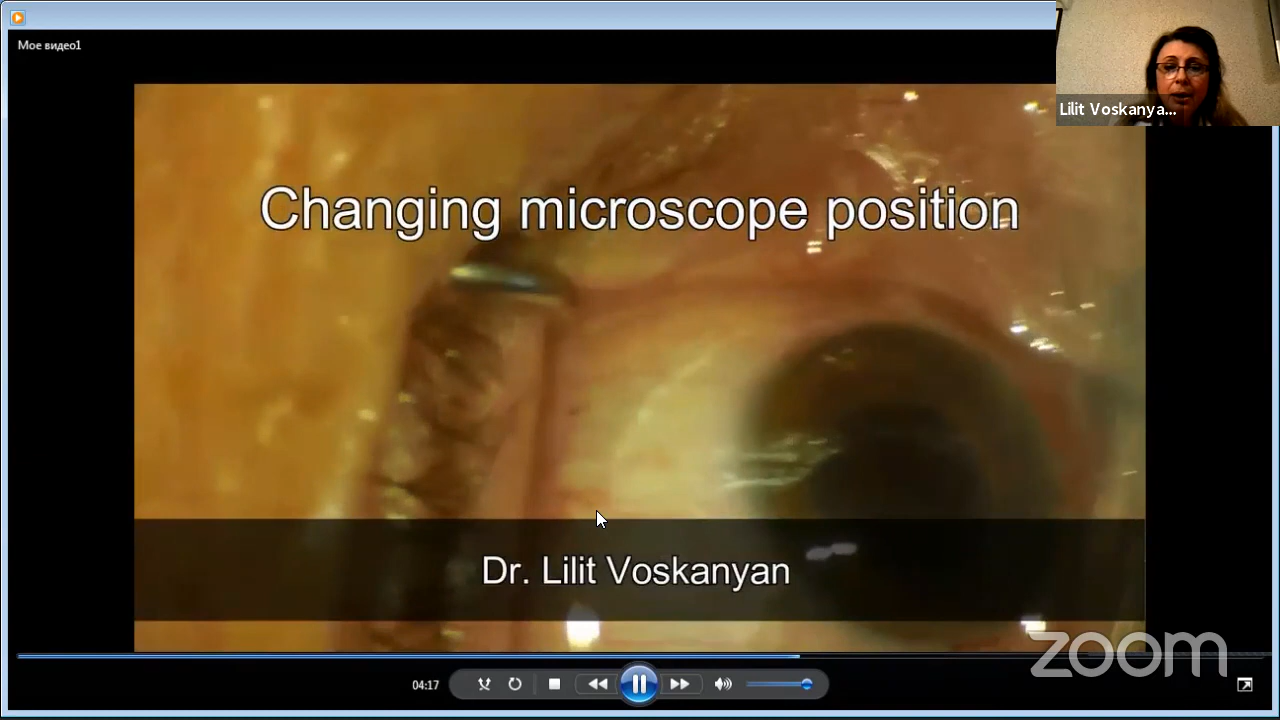 Мое видео1
Lilit Voskanya...
Changing microscope position
Dr. Lilit Voskanyan
zoom
04:17